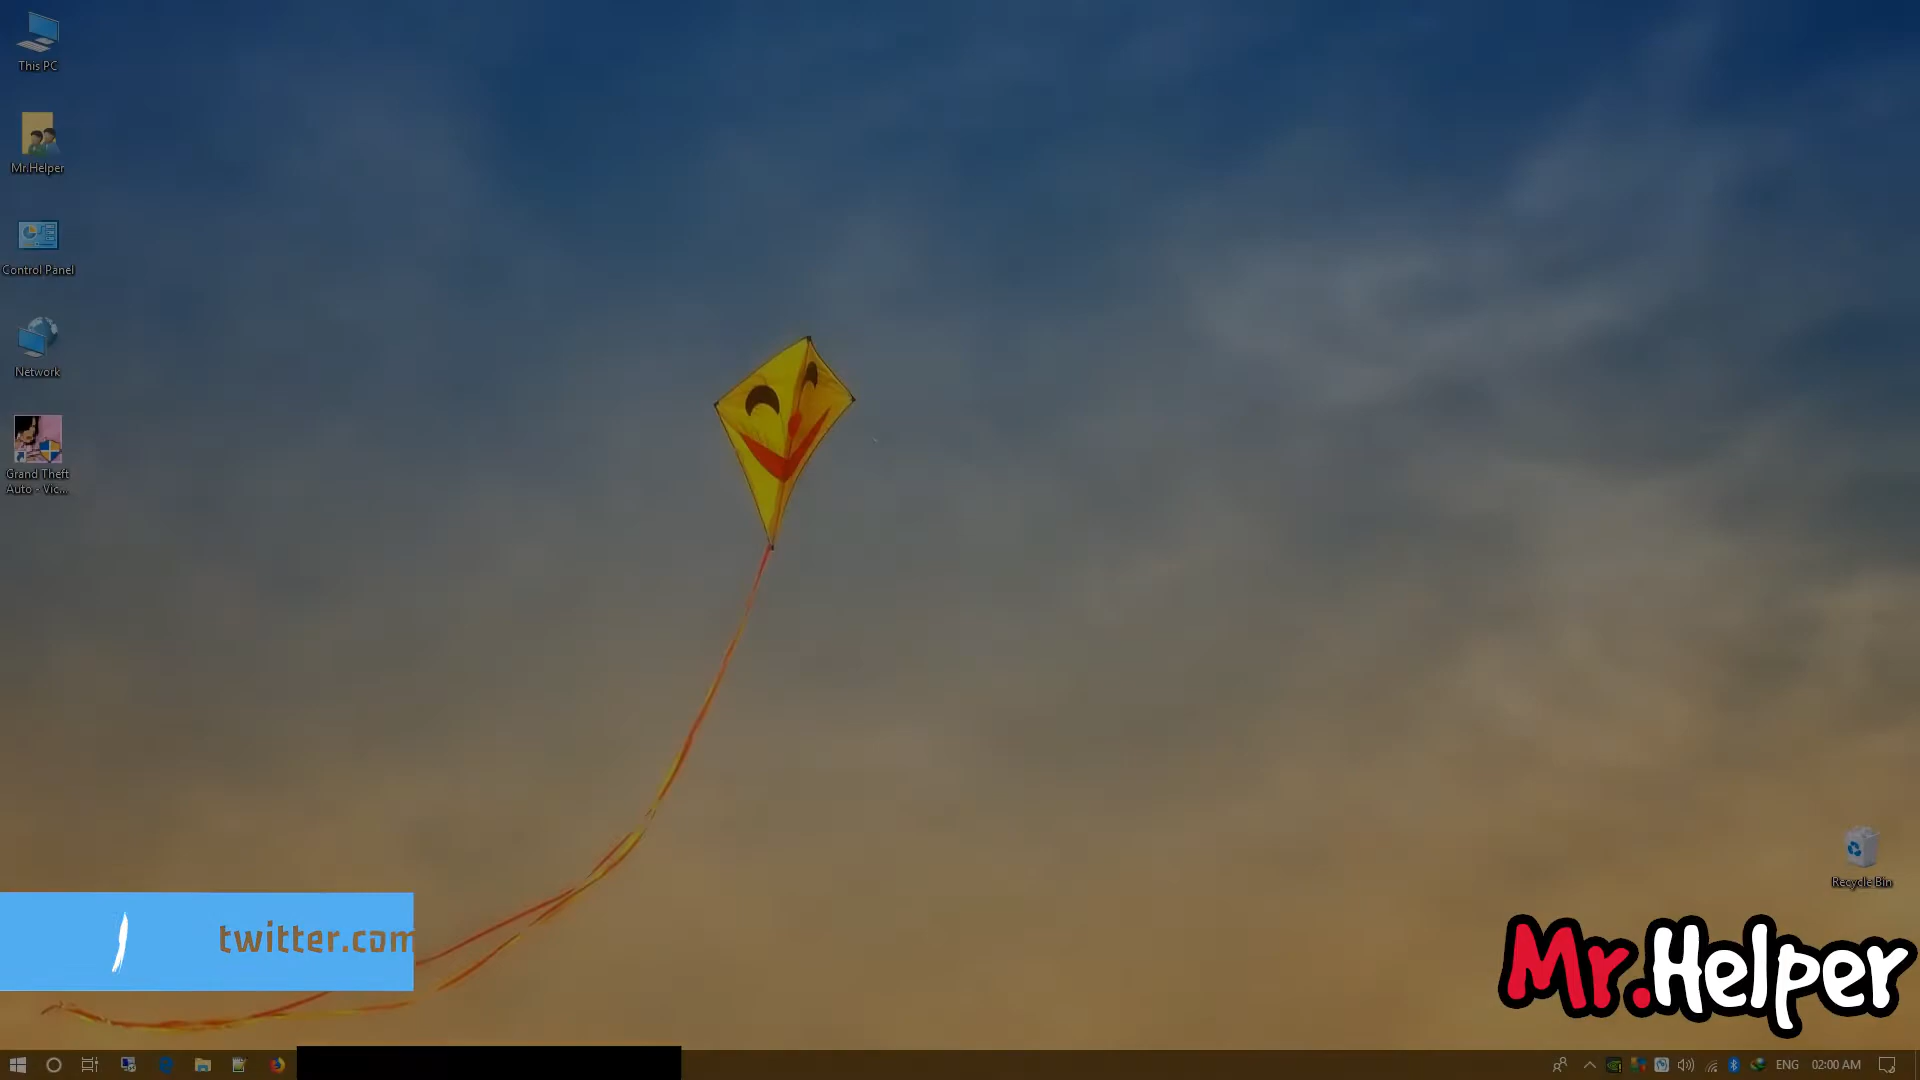 This PC
Mr.Helper
Control Panel
Network
Grand Theft
Auto - Vic...
Recycle Bin
twitter.com
Mr.Helper
ENG
02:00 AM